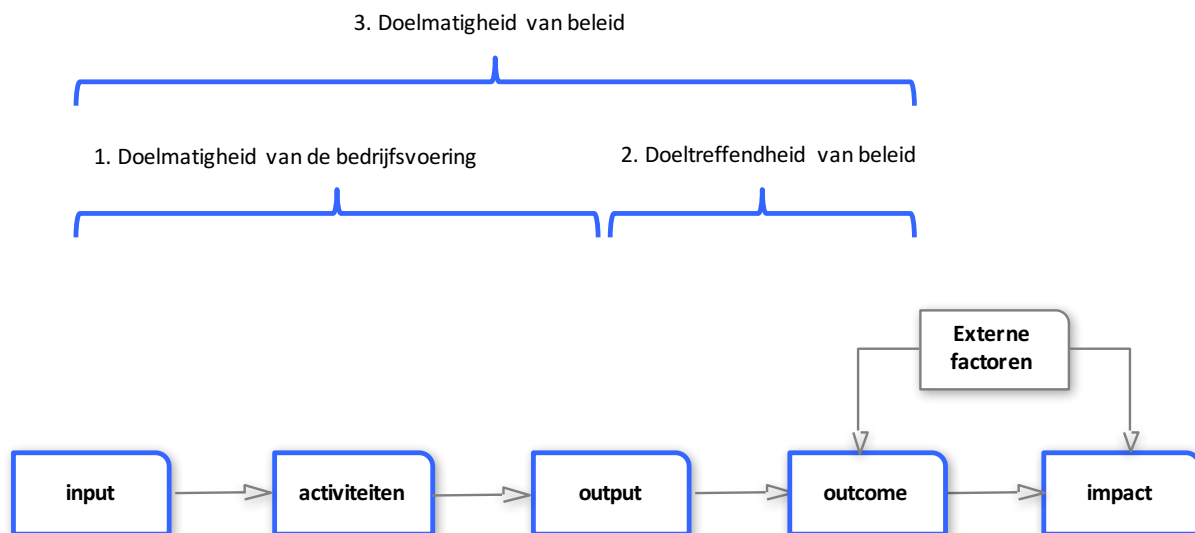 3. Doelmatigheid van beleid
1. Doelmatigheid van de bedrijfsvoering
2. Doeltreffendheid van beleid
Externe
factoren
input
activiteiten
output
outcome
impact